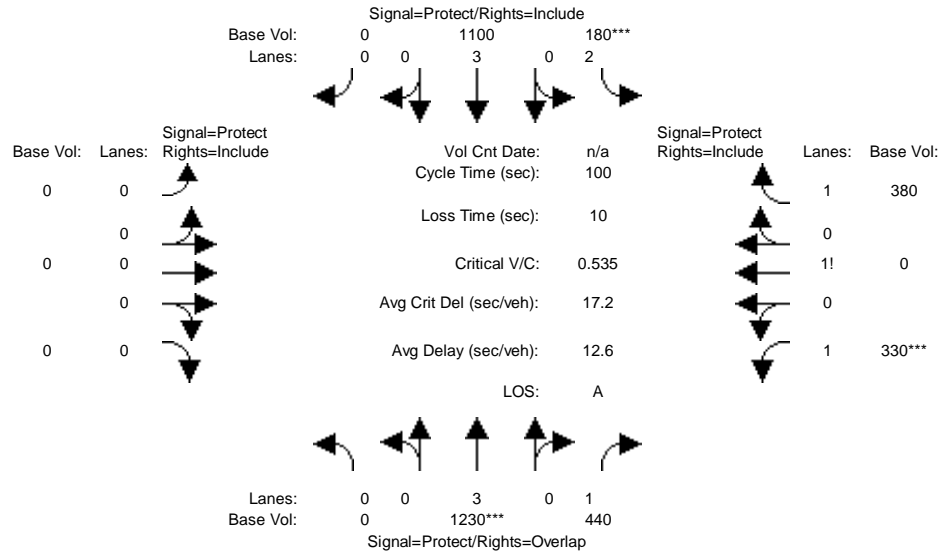 Signal=Protect/Rights=Include
Base Vol: 0 1100 180***
Lanes: 0 0 3 0 2
Signal=Protect
Base Vol: Lanes: Rights=Include
Vol Cnt Date: n/a
Signal=Protect
Rights=Include Lanes: Base Vol:
Cycle Time (sec): 100
0 0
1 380
Loss Time (sec): 10
0
0
0 0
Critical V/C: 0.535
1! 0
0
Avg Crit Del (sec/veh): 17.2
0
0 0
Avg Delay (sec/veh): 12.6
1 330***
LOS: A
Lanes: 0 0 3 0 1
Base Vol: 0 1230*** 440
Signal=Protect/Rights=Overlap